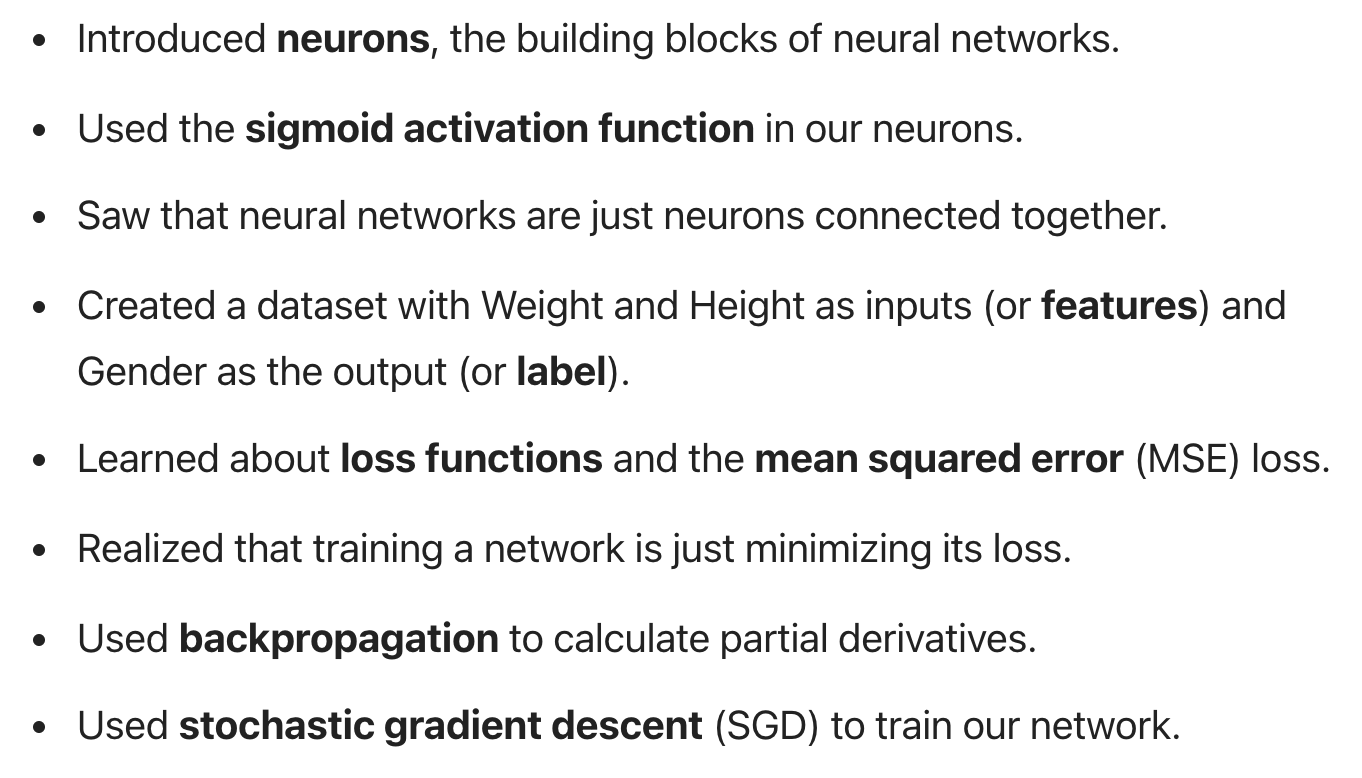 • Introduced neurons, the building blocks of neural networks.
• Used the sigmoid activation function in our neurons.
• Saw that neural networks are just neurons connected together.
• Created a dataset with Weight and Height as inputs (or features) and
Gender as the output (or label).
• Learned about loss functions and the mean squared error (MSE) loss.
• Realized that training a network is just minimizing its loss.
• Used backpropagation to calculate partial derivatives.
• Used stochastic gradient descent (SGD) to train our network.